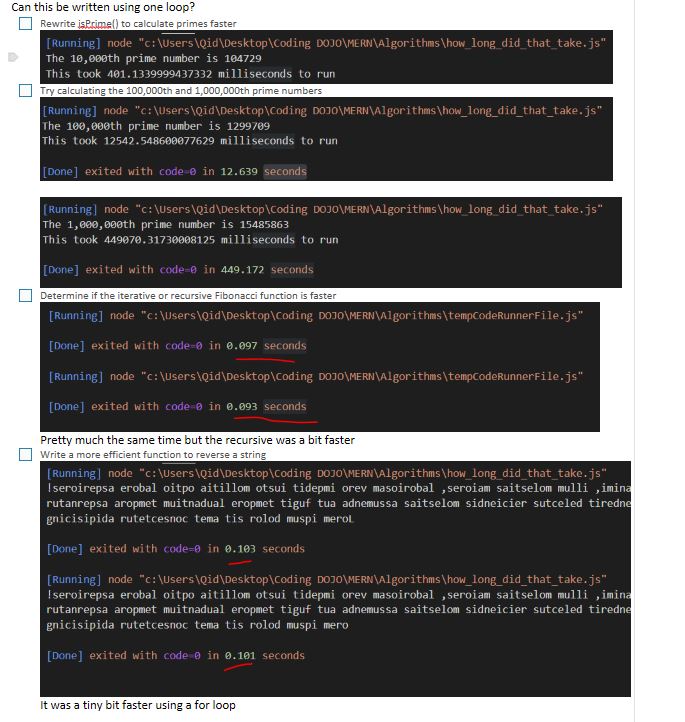 Can this be written using one loop?
Rewrite isPrime() to calculate primes faster
[Running] node "c:\Users\Qid\Desktop\Coding DOJO\MERN\Algorithms\how_long_did_that_take.js"
The 10,000th prime number is 104729
This took 401.1339999437332 milliseconds to run
Try calculating the 100,000th and 1,000,000th prime numbers
[Running] node "c:\Users\Qid\Desktop\Coding DOJO\MERN\Algorithms\how_long_did_that_take.js"
The 100,000th prime number is 1299709
This took 12542.548600077629 milliseconds to run
[Done] exited with code=0 in 12.639 seconds
[Running] node "c:\Users\Qid\Desktop\Coding DOJO\MERN\Algorithms\how_long_did_that_take.js"
The 1,000,000th prime number is 15485863
This took 449070.31730008125 milliseconds to run
[Done] exited with code=0 in 449.172 seconds
Determine if the iterative or recursive Fibonacci function is faster
[Running] node "c:\Users\Qid\Desktop\Coding DOJO\MERN\Algorithms\tempCodeRunnerFile.js"
[Done] exited with code=0 in 0.097 seconds
[Running] node "c:\Users\Qid\Desktop\Coding DOJO\MERN\Algorithms\tempCodeRunnerFile.js"
[Done] exited with code=0 in 0.093 seconds
Pretty much the same time but the recursive was a bit faster
Write a more efficient function to reverse a string
[Running] node "c:\Users\Qid\Desktop\Coding DOJO\MERN\Algorithms\how_long_did_that_take.js"
!seroirepsa erobal oitpo aitillom otsui tidepmi orev masoirobal ,seroiam saitselom mulli ,imina
rutanrepsa aropmet muitnadual eropmet tiguf tua adnemussa saitselom sidneicier sutceled tiredne
gnicisipida rutetcesnoc tema tis rolod muspi meroL
[Done] exited with code=0 in 0.103 seconds
[Running] node "c:\Users\Qid\Desktop\Coding DOJO\MERN\Algorithms\how_long_did_that_take.js"
!seroirepsa erobal oitpo aitillom otsui tidepmi orev masoirobal ,seroiam saitselom mulli ,imina
rutanrepsa aropmet muitnadual eropmet tiguf tua adnemussa saitselom sidneicier sutceled tiredne
gnicisipida rutetcesnoc tema tis rolod muspi mero
[Done] exited with code=0 in 0.101 seconds
It was a tiny bit faster using a for loop